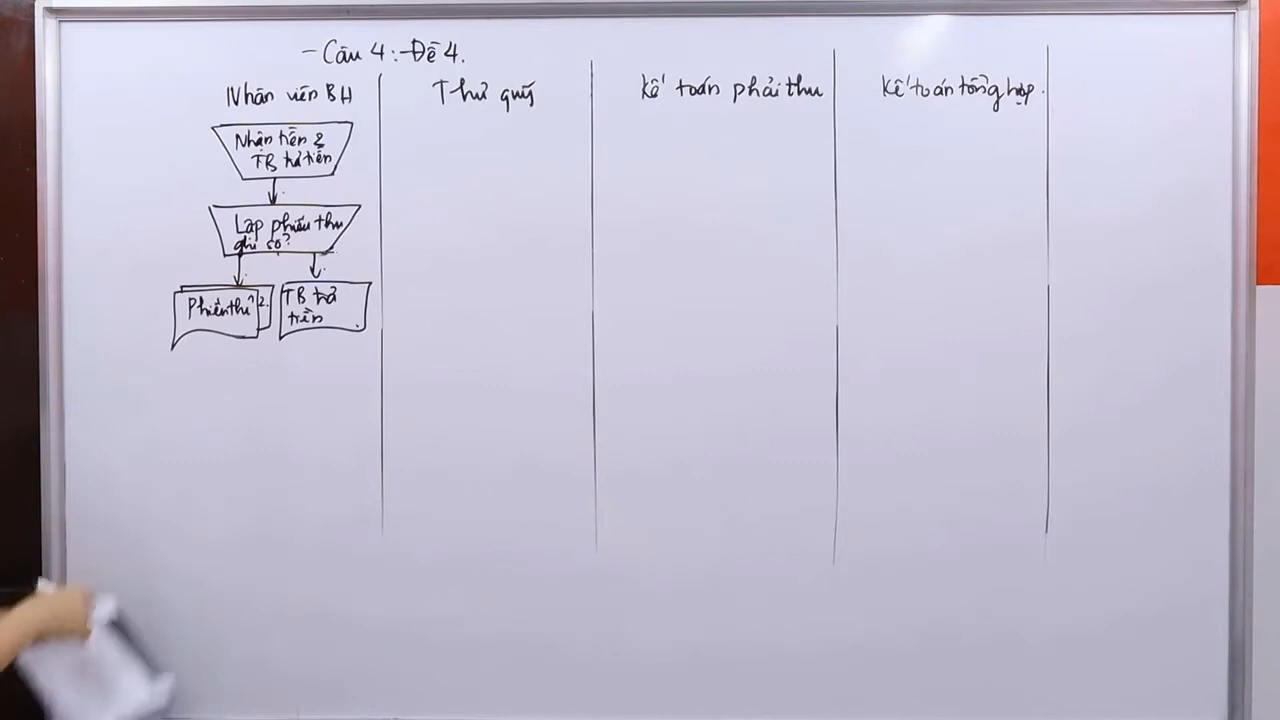 - Câu 4: Đề 4.
Nhân viên BH
Thủ quỹ
Kế toán phải thu
Kế toán tổng hợp.
Nhận tiền &
TB trả tiền
Lập phiếu thu
ghi sổ
Phiếu thu 2
TB trả
tiền